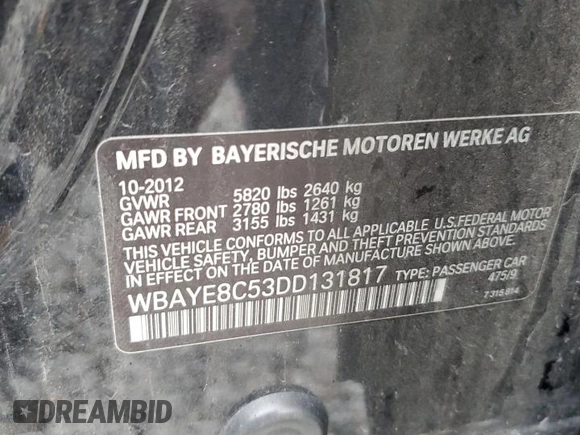 MFD BY BAYERISCHE MOTOREN WERKE AG
10-2012
GVWR 5820 lbs 2640 kg
GAWR FRONT 2780 lbs 1261 kg
GAWR REAR 3155 lbs 1431 kg
THIS VEHICLE CONFORMS TO ALL APPLICABLE U.S.FEDERAL MOTOR
VEHICLE SAFETY, BUMPER, AND THEFT PREVENTION STANDARDS
IN EFFECT ON THE DATE OF MANUFACTURE SHOWN ABOVE.
WBAYE8C53DD131817 TYPE: PASSENGER CAR
475/9
7 315 814
DREAMBID